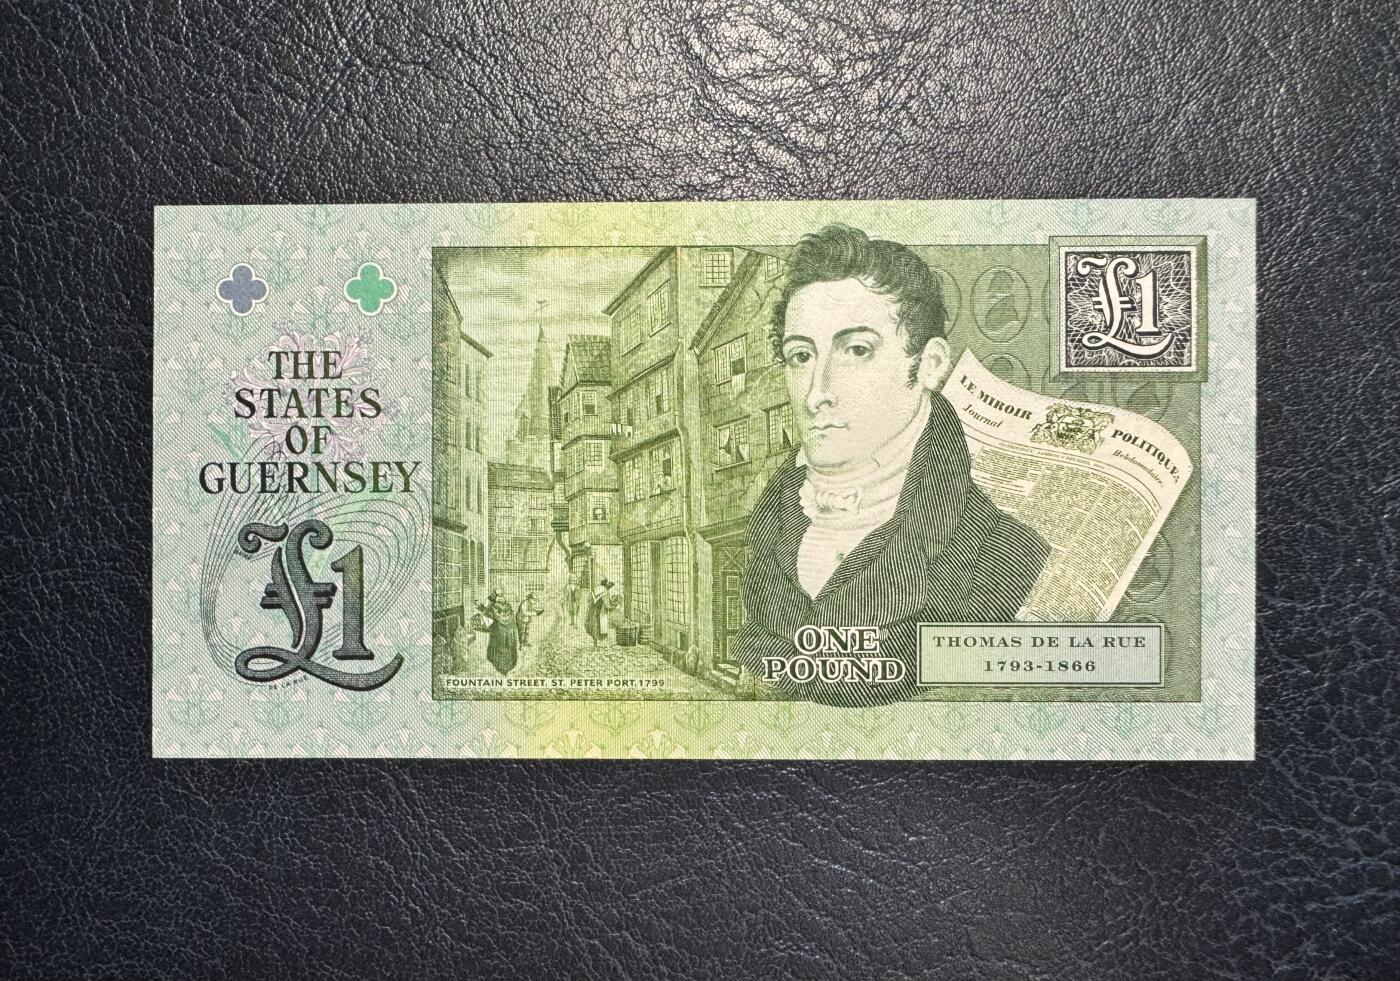 THE
STATES
OF
GUERNSEY
£1
DE LA RUE
FOUNTAIN STREET, ST. PETER PORT, 1799
£1
LE MIROIR POLITIQUE,
Journal Hebdomadaire.
ONE
POUND
THOMAS DE LA RUE
1793-1866